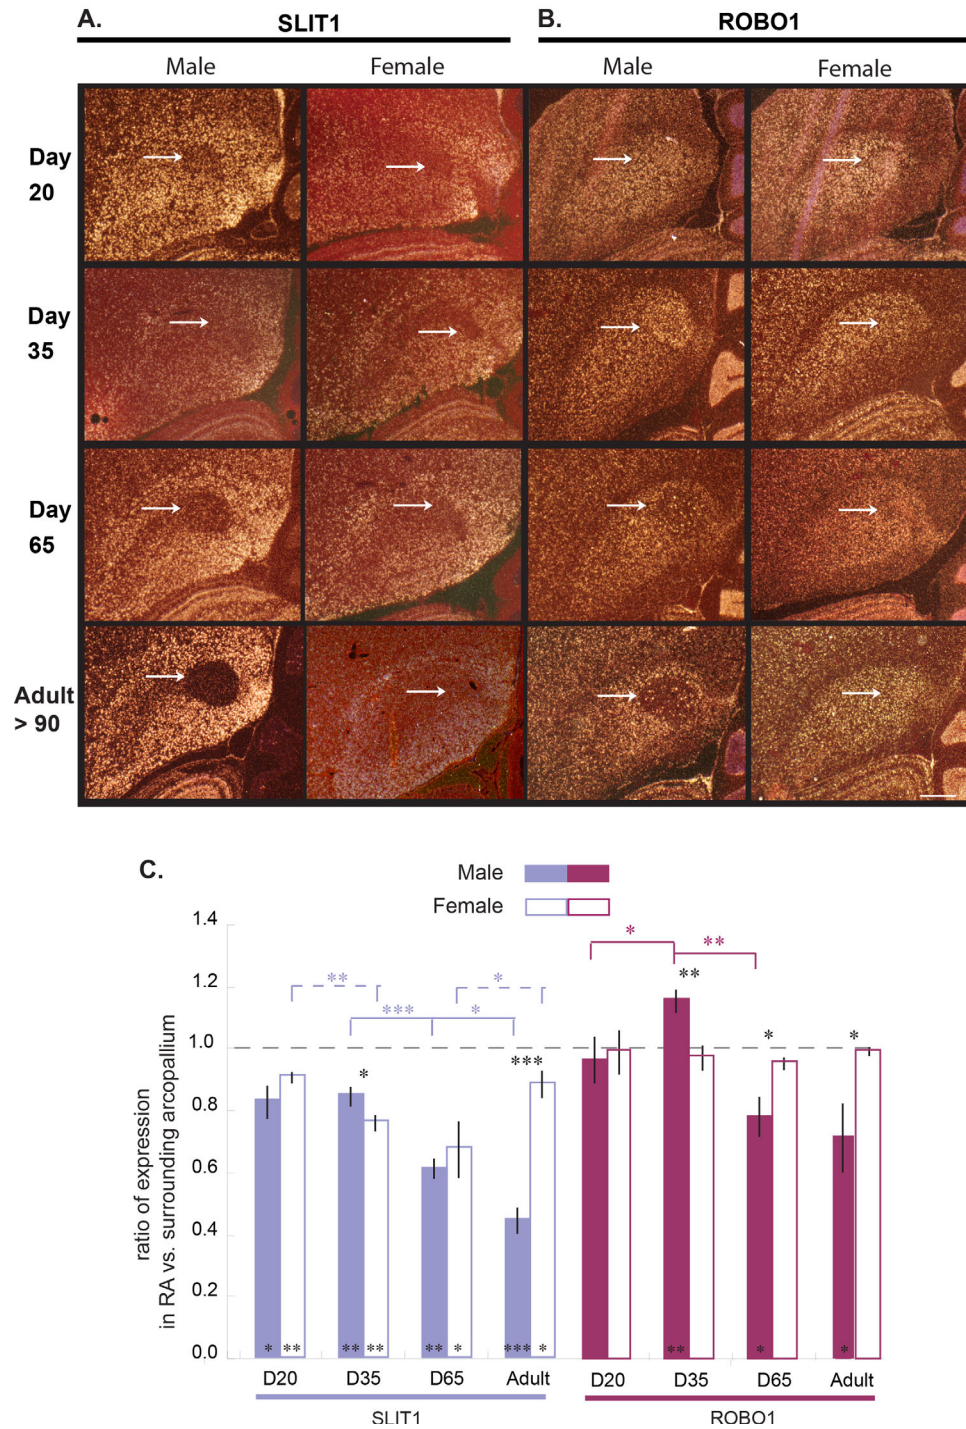 A. SLIT1 B. ROBO1
Male Female Male Female
Day
20
Day
35
Day
65
Adult
> 90
C.
Male
Female
ratio of expression
in RA vs. surrounding arcopallium
1.4
1.2
1.0
0.8
0.6
0.4
0.2
0.0
** * * ** **
*** * * *
* ***
* ** ** ** ** * *** * ** * *
D20 D35 D65 Adult D20 D35 D65 Adult
SLIT1 ROBO1